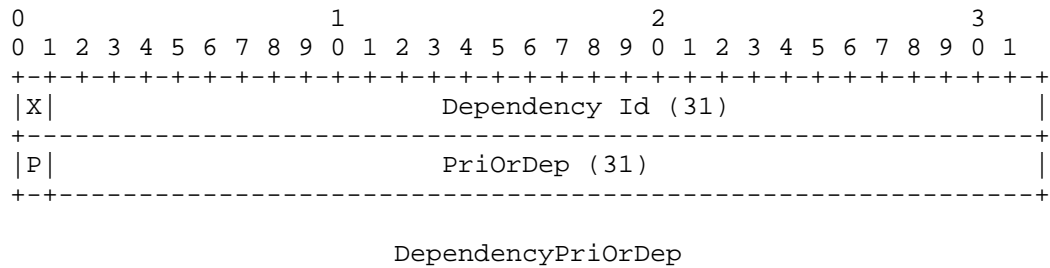 0                   1                   2                   3
0 1 2 3 4 5 6 7 8 9 0 1 2 3 4 5 6 7 8 9 0 1 2 3 4 5 6 7 8 9 0 1
+-+-+-+-+-+-+-+-+-+-+-+-+-+-+-+-+-+-+-+-+-+-+-+-+-+-+-+-+-+-+-+-+
|X|                        Dependency Id (31)                   |
+---------------------------------------------------------------+
|P|                        PriOrDep (31)                        |
+-+-------------------------------------------------------------+
DependencyPriOrDep